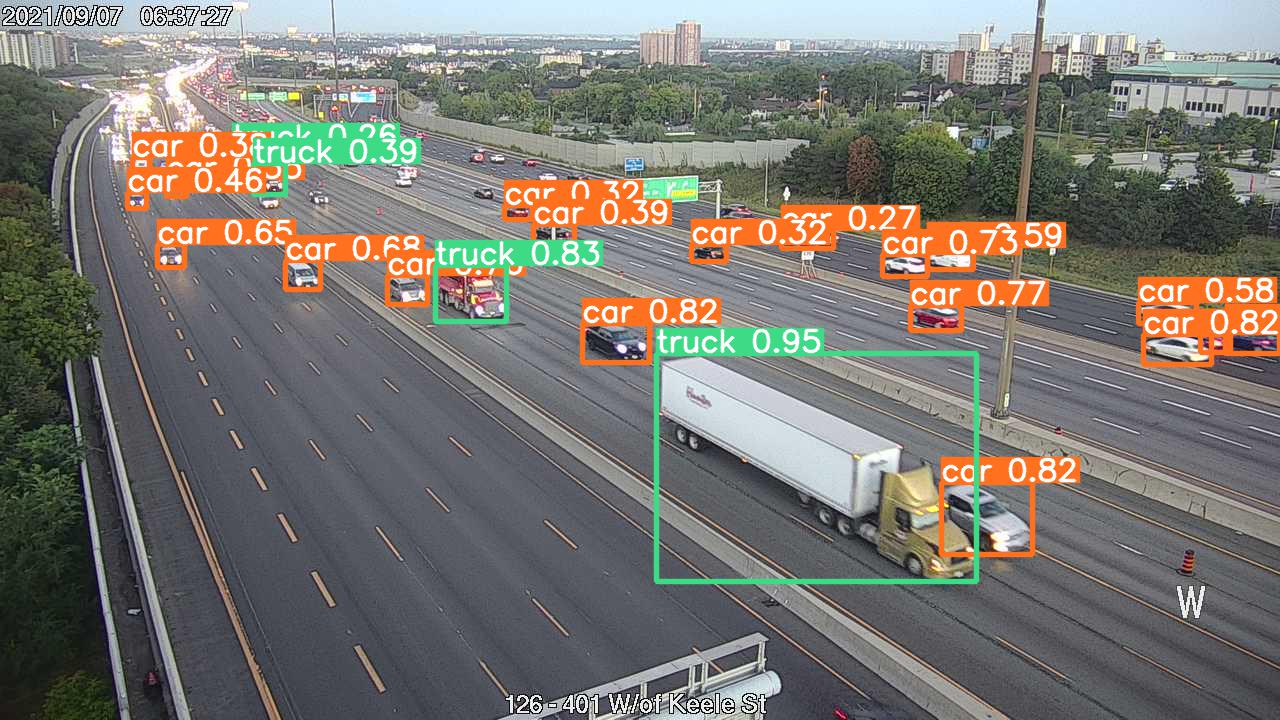 2021/09/07 06:37:27
truck 0.26
car 0.3
truck 0.39
car 0.46
car 0.32
car 0.39
car 0.27
car 0.32
car 0.65
car 0.68
truck 0.83
car 0.73
59
car 0.77
car 0.58
car 0.82
car 0.82
truck 0.95
car 0.82
W
126 - 401 W/of Keele St